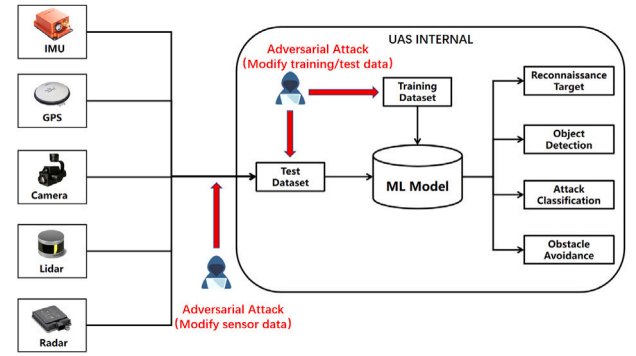 IMU
GPS
Camera
Lidar
Radar
Adversarial Attack
(Modify training/test data)
UAS INTERNAL
Training
Dataset
Test
Dataset
ML Model
Reconnaissance
Target
Object
Detection
Attack
Classification
Obstacle
Avoidance
Adversarial Attack
(Modify sensor data)